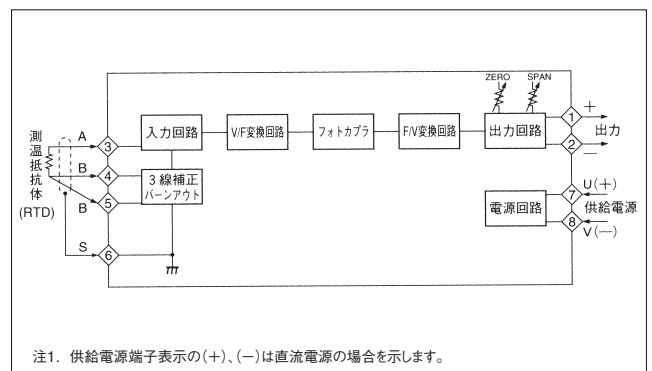 ZERO SPAN
測温抵抗体
(RTD)
A
B
B
S
3
4
5
6
入力回路
V/F変換回路
フォトカプラ
F/V変換回路
出力回路
3線補正
バーンアウト
電源回路
1
2
7
8
+
出力
−
U(+)
供給電源
V(−)
注1. 供給電源端子表示の(+)、(−)は直流電源の場合を示します。